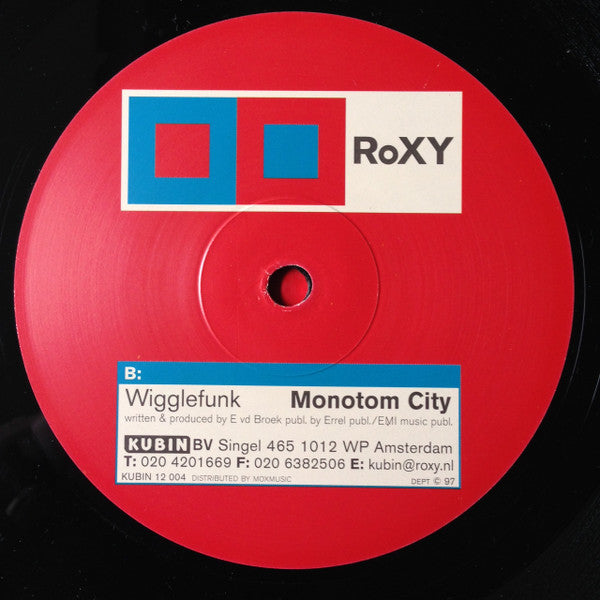 RoXY
B:
Wigglefunk Monotom City
written & produced by E vd Broek publ. by Errel publ./EMI music publ.
KUBIN BV Singel 465 1012 WP Amsterdam
T: 020 4201669 F: 020 6382506 E: kubin@roxy.nl
KUBIN 12 004 DISTRIBUTED BY MOXMUSIC DEPT © 97